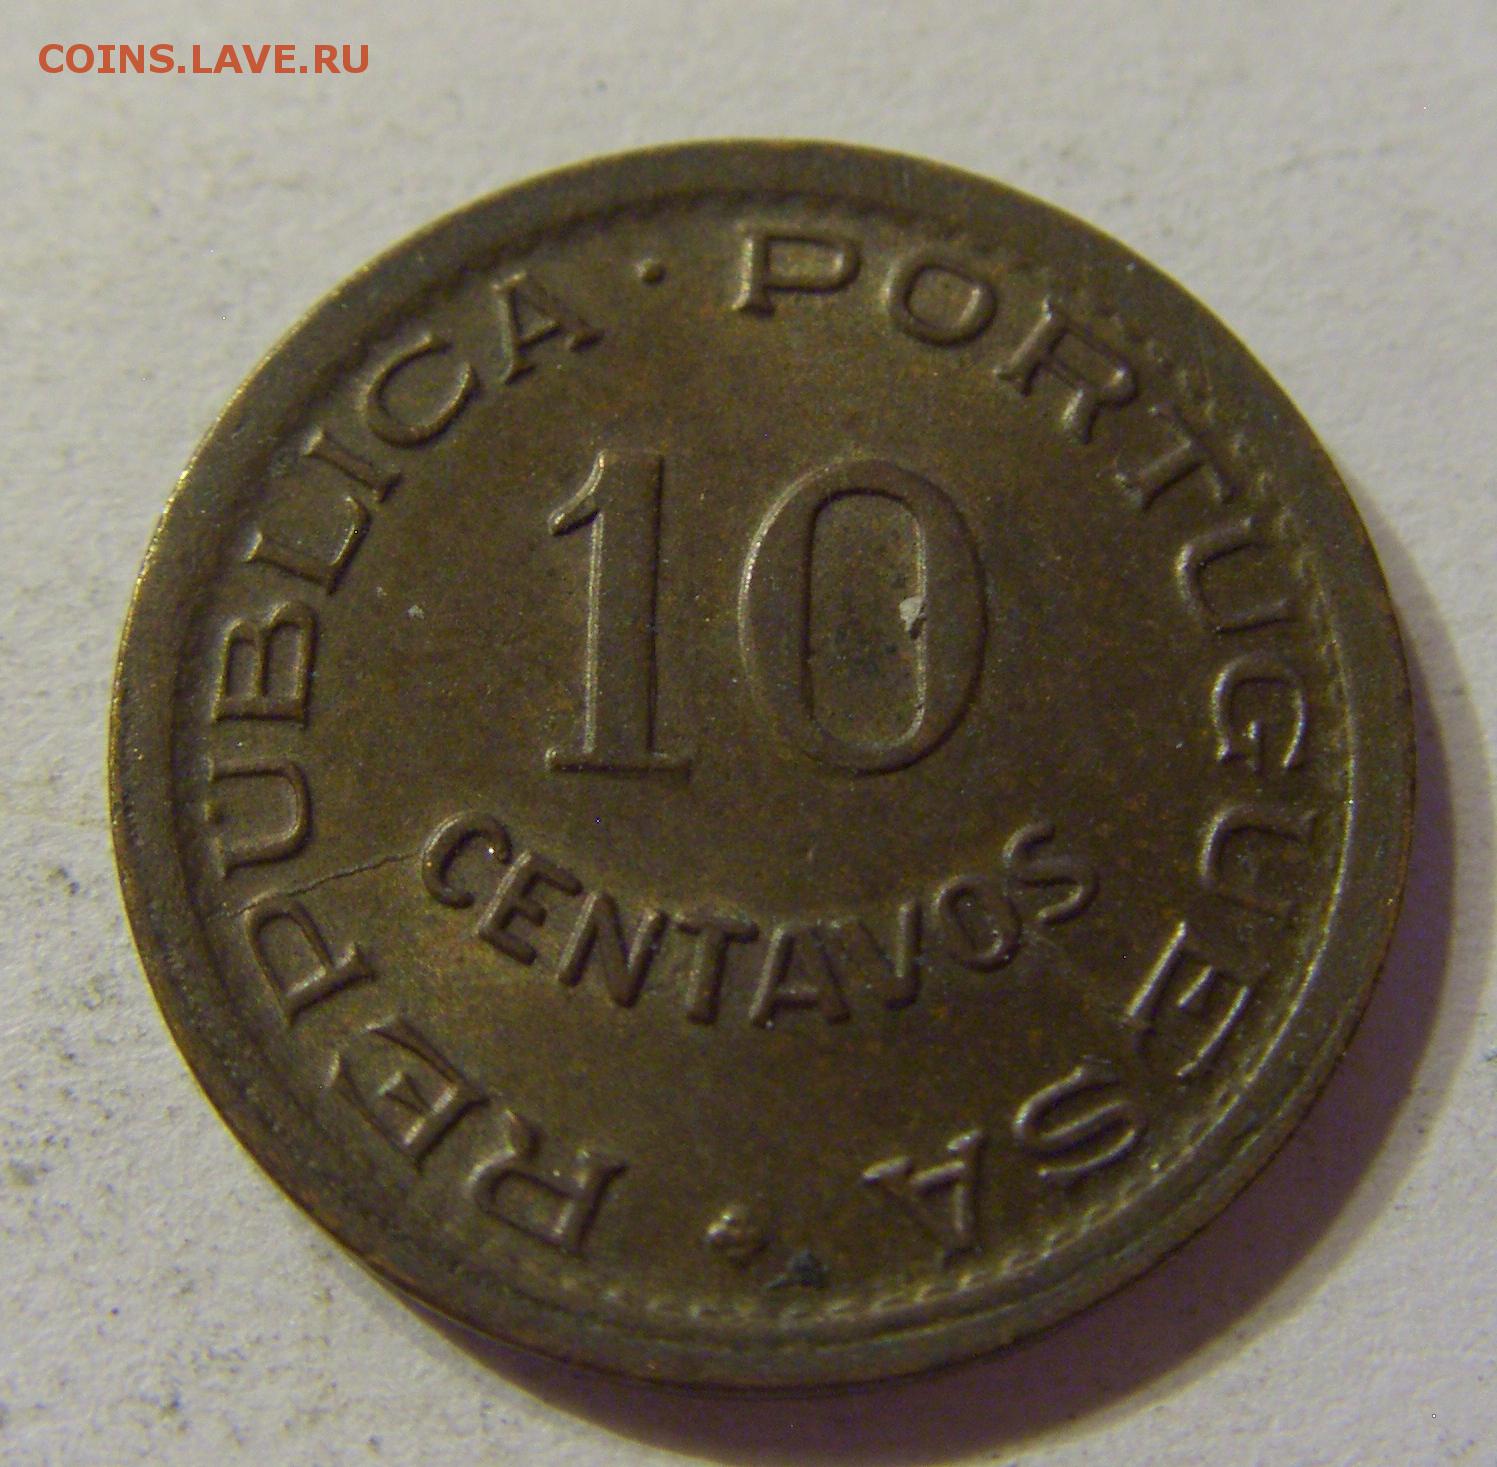 COINS.LAVE.RU
REPUBLICA · PORTUGUESA ·
10
CENTAVOS